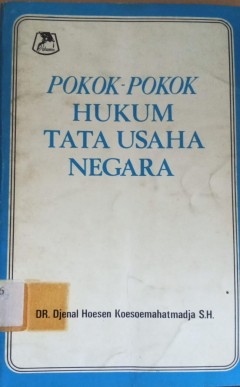 POKOK-POKOK
HUKUM
TATA USAHA
NEGARA
DR. Djenal Hoesen Koesoemahatmadja S.H.